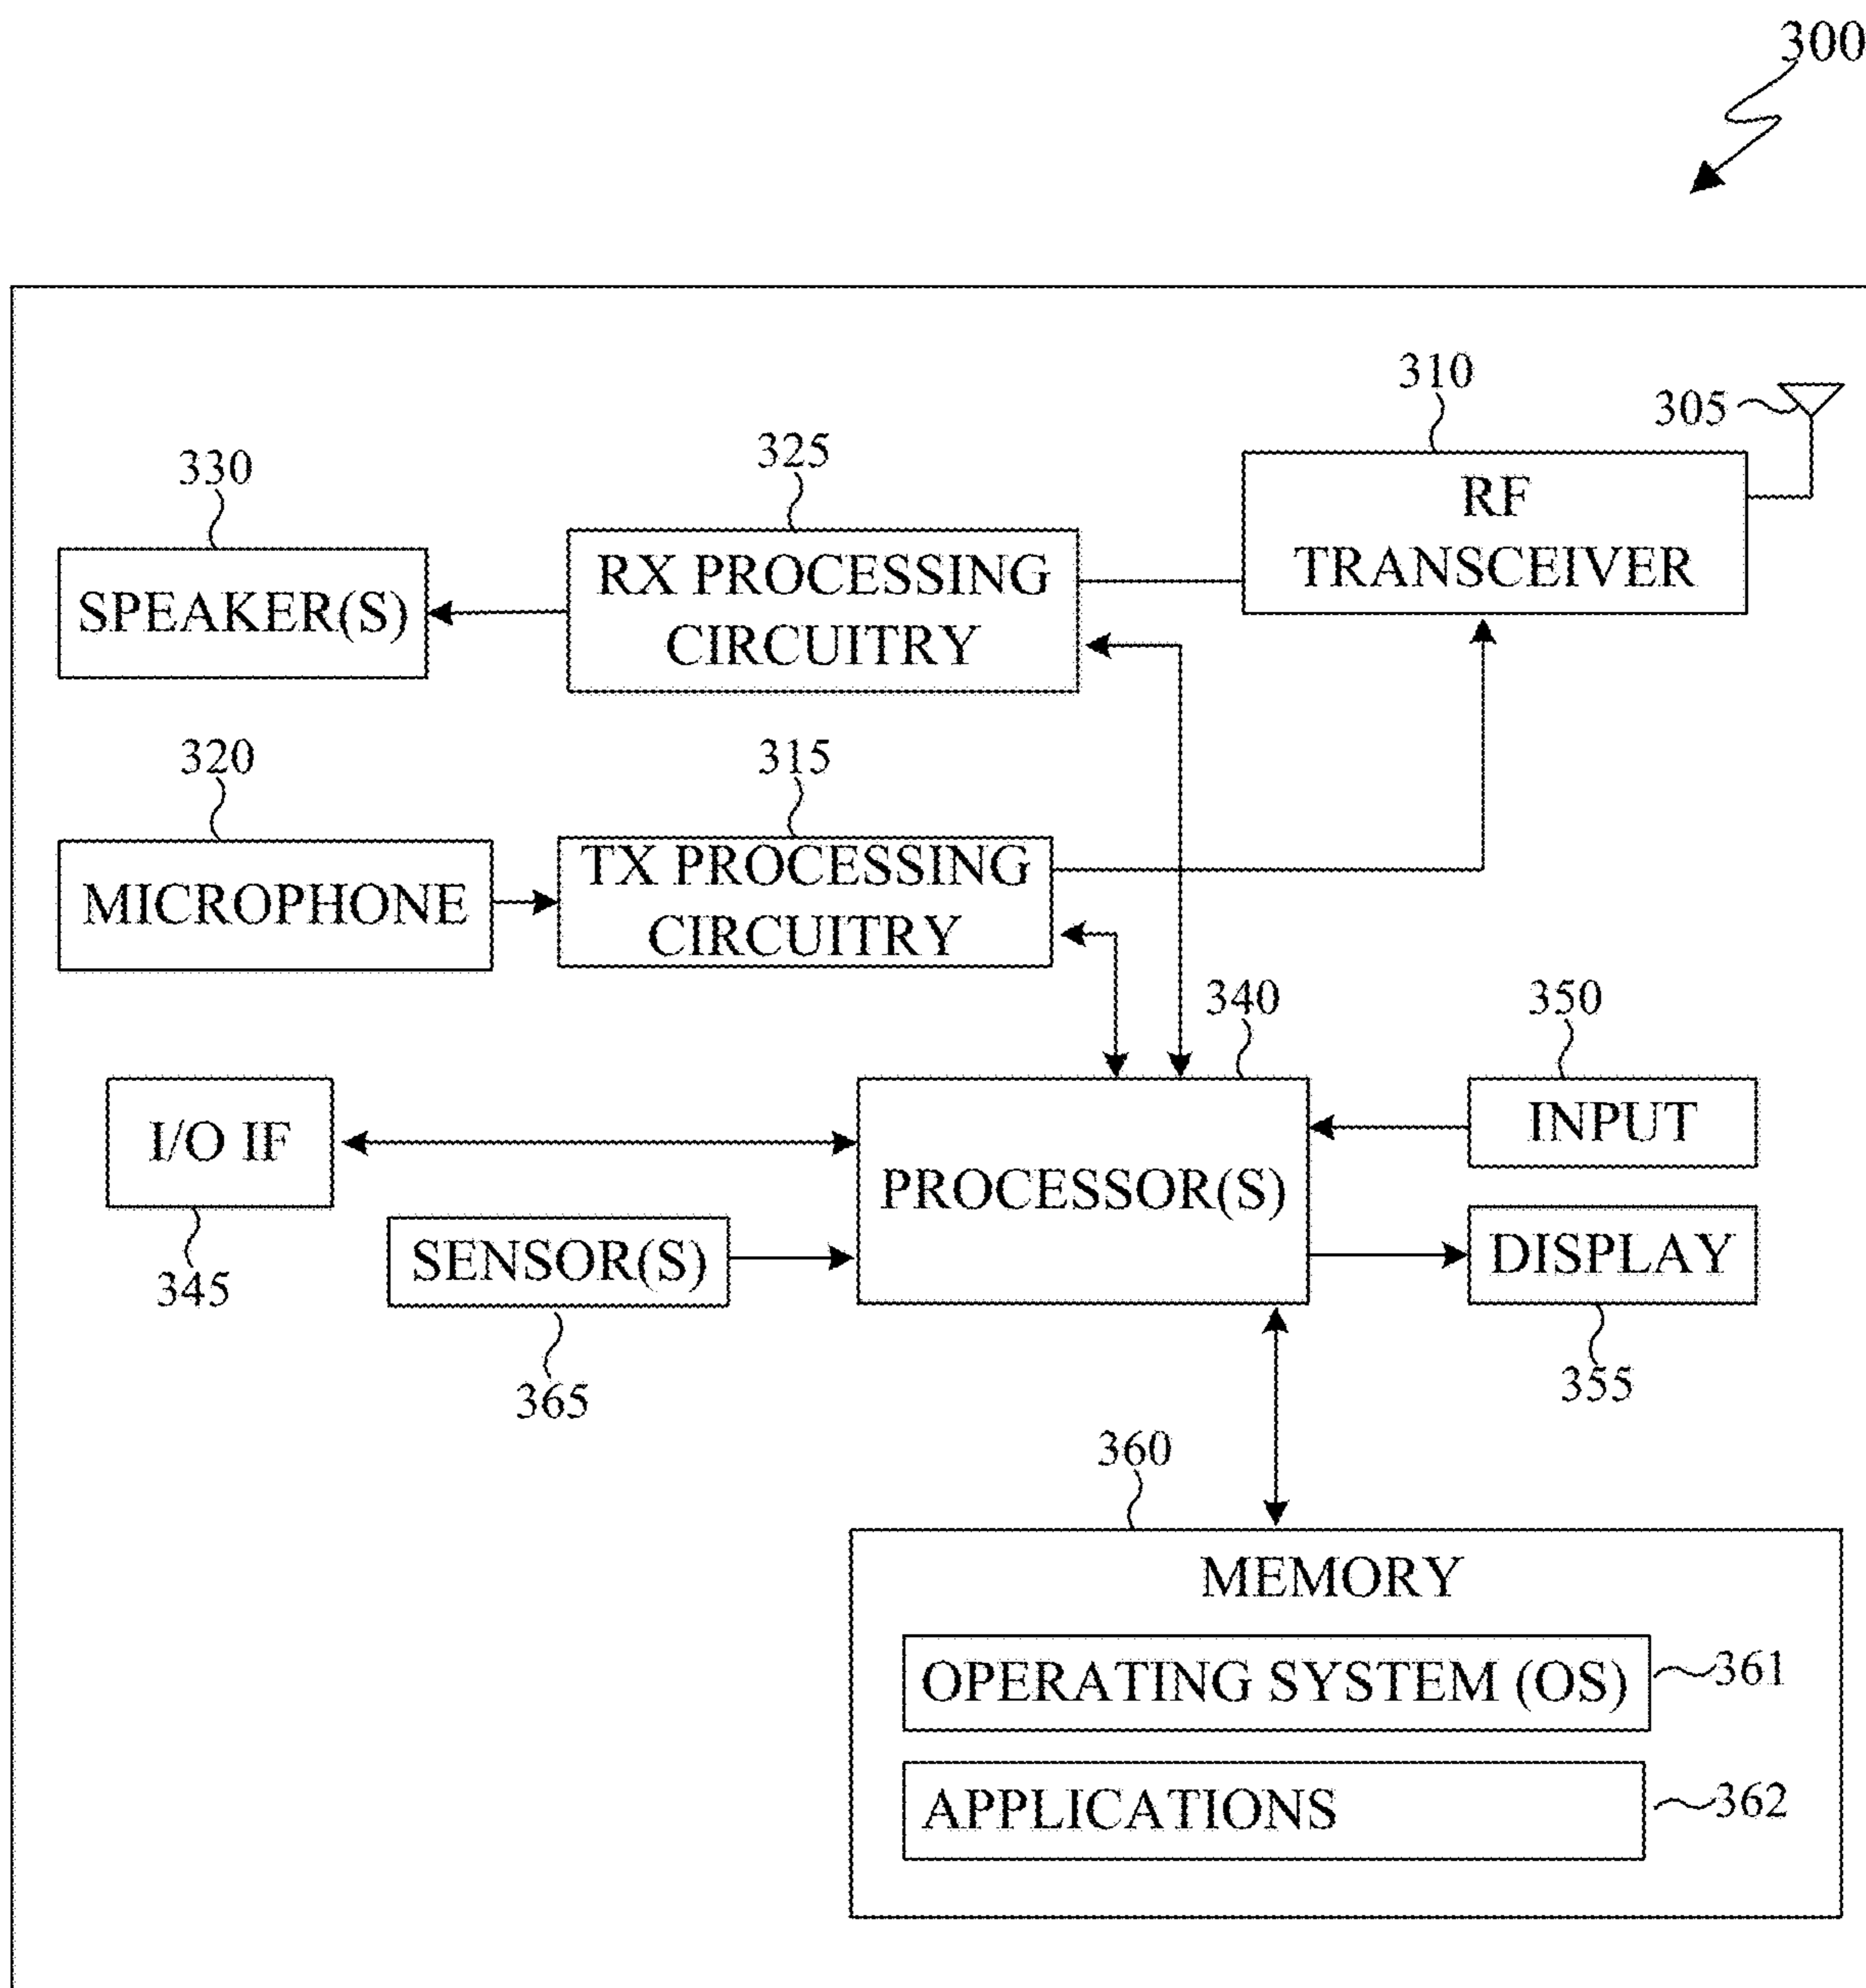 300
310
305
325
330
RF
TRANSCEIVER
RX PROCESSING
CIRCUITRY
SPEAKER(S)
320
315
TX PROCESSING
CIRCUITRY
MICROPHONE
340
350
I/O IF
INPUT
PROCESSOR(S)
SENSOR(S)
DISPLAY
345
365
355
360
MEMORY
OPERATING SYSTEM (OS)
361
APPLICATIONS
362